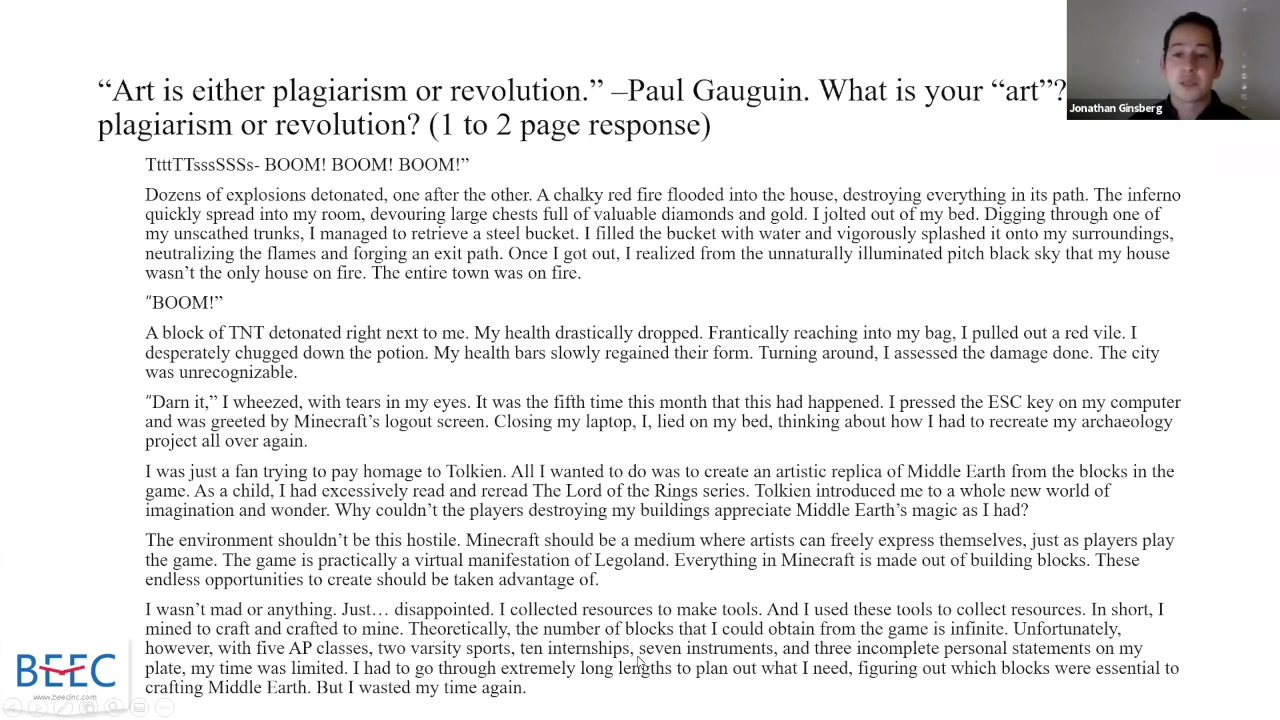 “Art is either plagiarism or revolution.” –Paul Gauguin. What is your “art”?
plagiarism or revolution? (1 to 2 page response)
Jonathan Ginsberg
TtttTTsssSSSs- BOOM! BOOM! BOOM!”
Dozens of explosions detonated, one after the other. A chalky red fire flooded into the house, destroying everything in its path. The inferno
quickly spread into my room, devouring large chests full of valuable diamonds and gold. I jolted out of my bed. Digging through one of
my unscathed trunks, I managed to retrieve a steel bucket. I filled the bucket with water and vigorously splashed it onto my surroundings,
neutralizing the flames and forging an exit path. Once I got out, I realized from the unnaturally illuminated pitch black sky that my house
wasn’t the only house on fire. The entire town was on fire.
"BOOM!”
A block of TNT detonated right next to me. My health drastically dropped. Frantically reaching into my bag, I pulled out a red vile. I
desperately chugged down the potion. My health bars slowly regained their form. Turning around, I assessed the damage done. The city
was unrecognizable.
"Darn it,” I wheezed, with tears in my eyes. It was the fifth time this month that this had happened. I pressed the ESC key on my computer
and was greeted by Minecraft’s logout screen. Closing my laptop, I, lied on my bed, thinking about how I had to recreate my archaeology
project all over again.
I was just a fan trying to pay homage to Tolkien. All I wanted to do was to create an artistic replica of Middle Earth from the blocks in the
game. As a child, I had excessively read and reread The Lord of the Rings series. Tolkien introduced me to a whole new world of
imagination and wonder. Why couldn’t the players destroying my buildings appreciate Middle Earth’s magic as I had?
The environment shouldn’t be this hostile. Minecraft should be a medium where artists can freely express themselves, just as players play
the game. The game is practically a virtual manifestation of Legoland. Everything in Minecraft is made out of building blocks. These
endless opportunities to create should be taken advantage of.
I wasn’t mad or anything. Just… disappointed. I collected resources to make tools. And I used these tools to collect resources. In short, I
mined to craft and crafted to mine. Theoretically, the number of blocks that I could obtain from the game is infinite. Unfortunately,
however, with five AP classes, two varsity sports, ten internships, seven instruments, and three incomplete personal statements on my
plate, my time was limited. I had to go through extremely long lengths to plan out what I need, figuring out which blocks were essential to
crafting Middle Earth. But I wasted my time again.
BEEC
www.beecinc.com